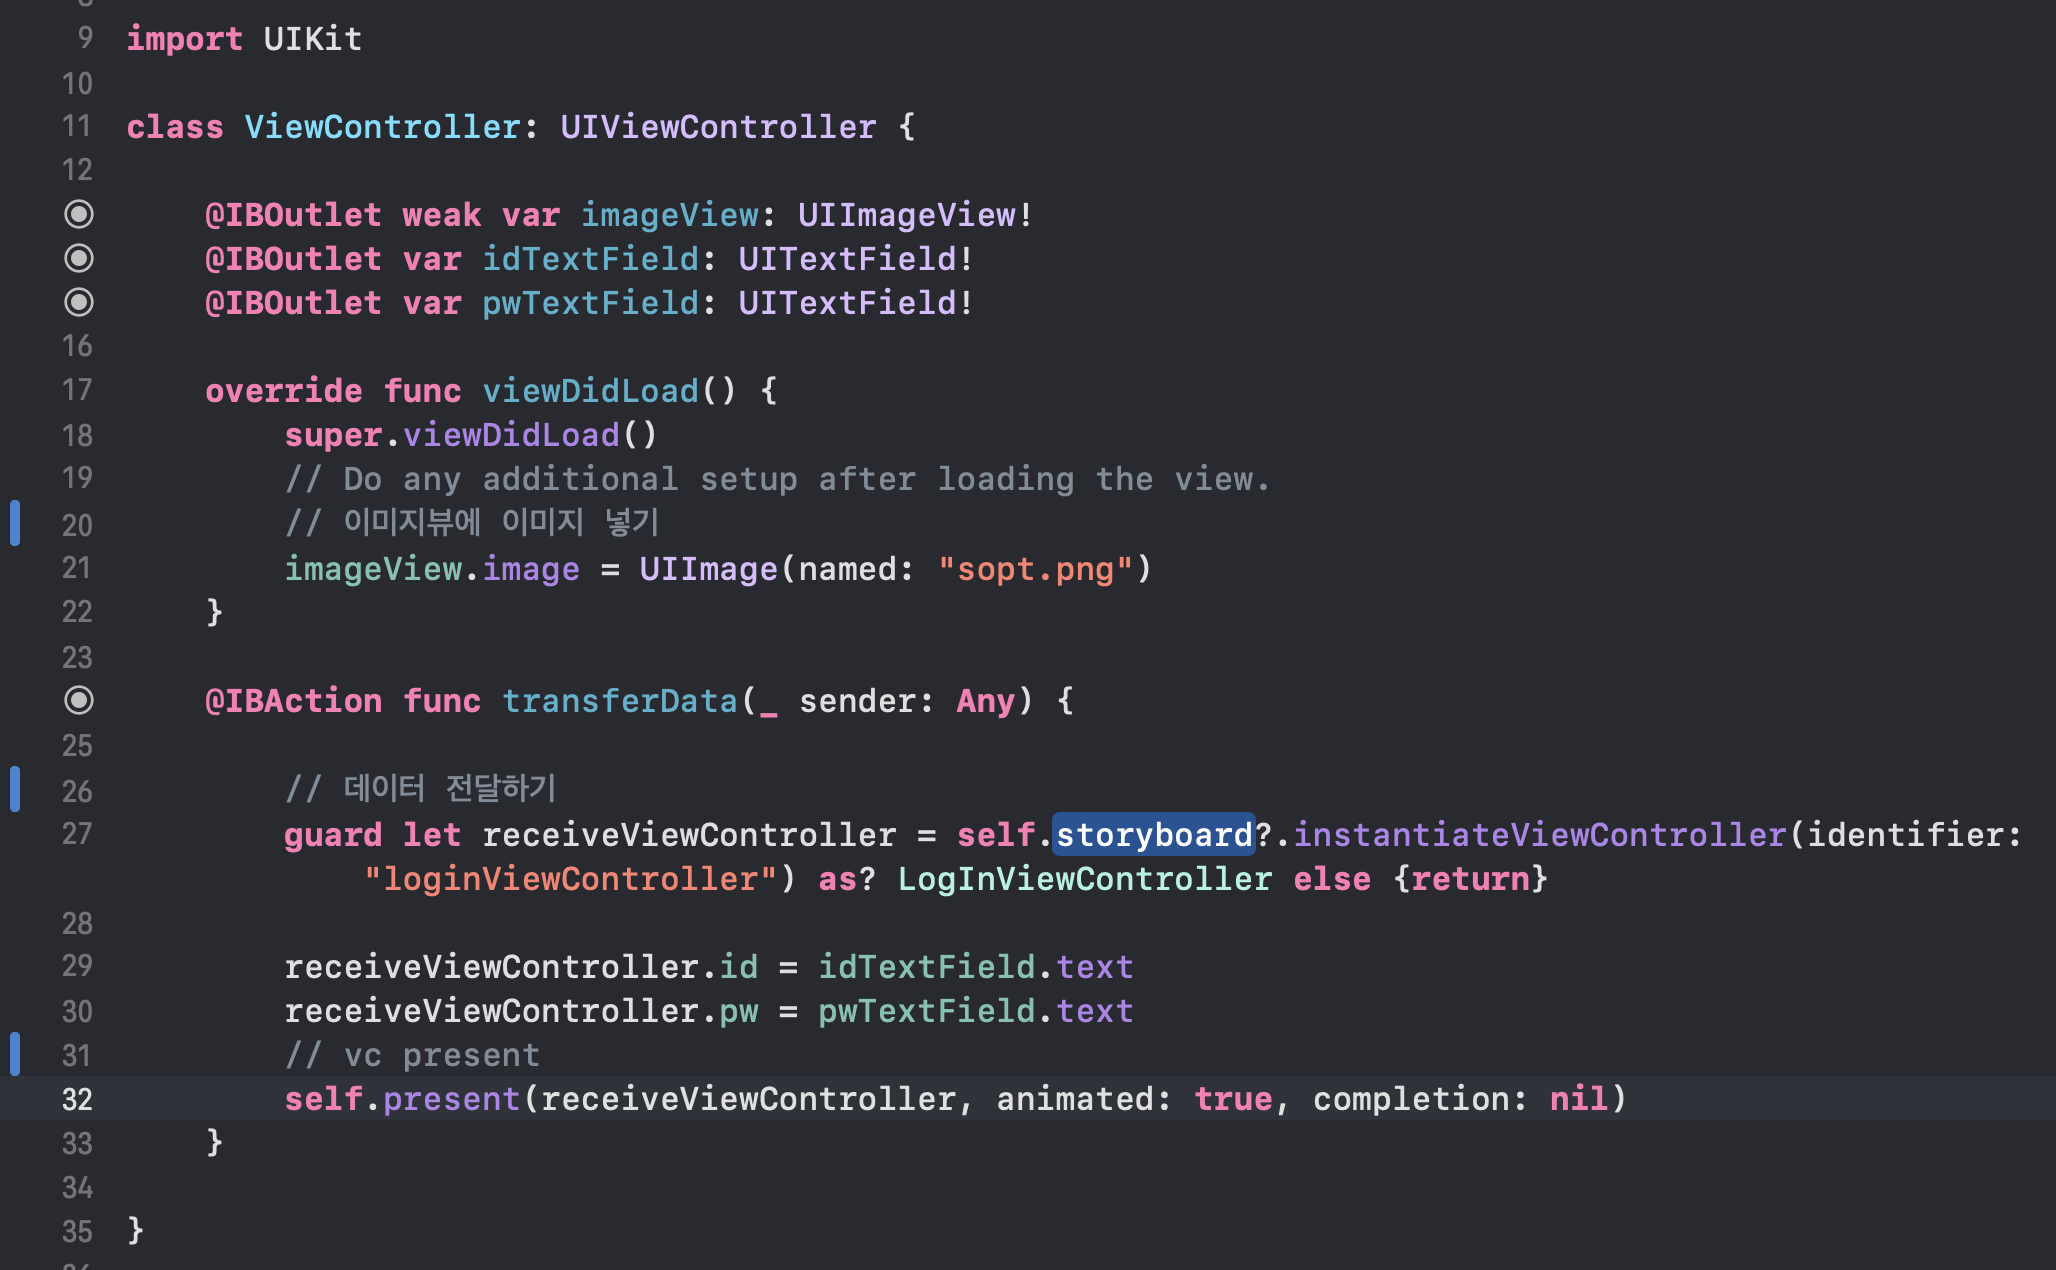 9 import UIKit
10
11 class ViewController: UIViewController {
12
@IBOutlet weak var imageView: UIImageView!
@IBOutlet var idTextField: UITextField!
@IBOutlet var pwTextField: UITextField!
16
17 override func viewDidLoad() {
18 super.viewDidLoad()
19 // Do any additional setup after loading the view.
20 // 이미지뷰에 이미지 넣기
21 imageView.image = UIImage(named: "sopt.png")
22 }
23
@IBAction func transferData(_ sender: Any) {
25
26 // 데이터 전달하기
27 guard let receiveViewController = self.storyboard?.instantiateViewController(identifier:
"loginViewController") as? LogInViewController else {return}
28
29 receiveViewController.id = idTextField.text
30 receiveViewController.pw = pwTextField.text
31 // vc present
32 self.present(receiveViewController, animated: true, completion: nil)
33 }
34
35 }